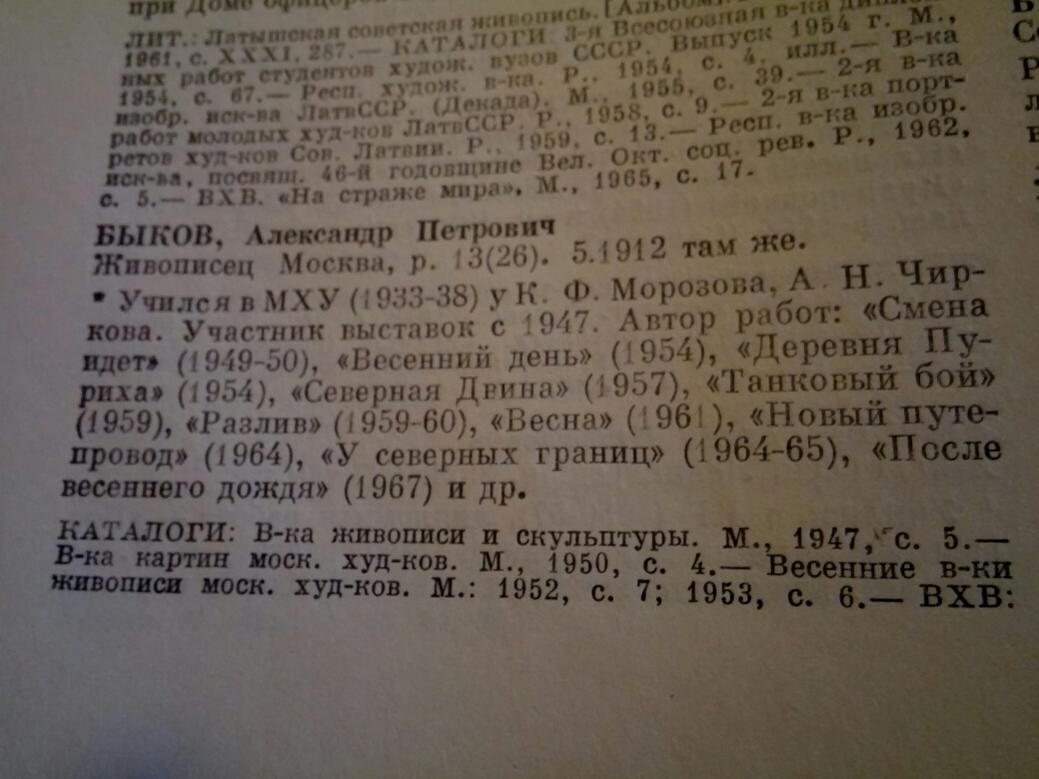 при Доме офицеров
ЛИТ.: Латышская советская живопись. [Альбом].
1961, с. XXXI, 287.— КАТАЛОГИ: 3-я Всесоюзная в-ка диплом-
ных работ студентов худож. вузов СССР. Выпуск 1954 г. М.,
1954, с. 67.— Респ. худож. в-ка. Р., 1954, с. 4, илл.— В-ка
изобр. иск-ва ЛатвССР. (Декада). М., 1955, с. 39.— 2-я в-ка
работ молодых худ-ков ЛатвССР. Р., 1958, с. 9.— 2-я в-ка порт-
ретов худ-ков Сов. Латвии. Р., 1959, с. 13.— Респ. в-ка изобр.
иск-ва, посвящ. 46-й годовщине Вел. Окт. соц. рев. Р., 1962,
с. 5.— ВХВ. «На страже мира», М., 1965, с. 17.
БЫКОВ, Александр Петрович
Живописец Москва, р. 13(26). 5.1912 там же.
• Учился в МХУ (1933-38) у К. Ф. Морозова, А. Н. Чир-
кова. Участник выставок с 1947. Автор работ: «Смена
идет» (1949-50), «Весенний день» (1954), «Деревня Пу-
риха» (1954), «Северная Двина» (1957), «Танковый бой»
(1959), «Разлив» (1959-60), «Весна» (1961), «Новый путе-
провод» (1964), «У северных границ» (1964-65), «После
весеннего дождя» (1967) и др.
КАТАЛОГИ: В-ка живописи и скульптуры. М., 1947, с. 5.—
В-ка картин моск. худ-ков. М., 1950, с. 4.— Весенние в-ки
живописи моск. худ-ков. М.: 1952, с. 7; 1953, с. 6.— ВХВ: